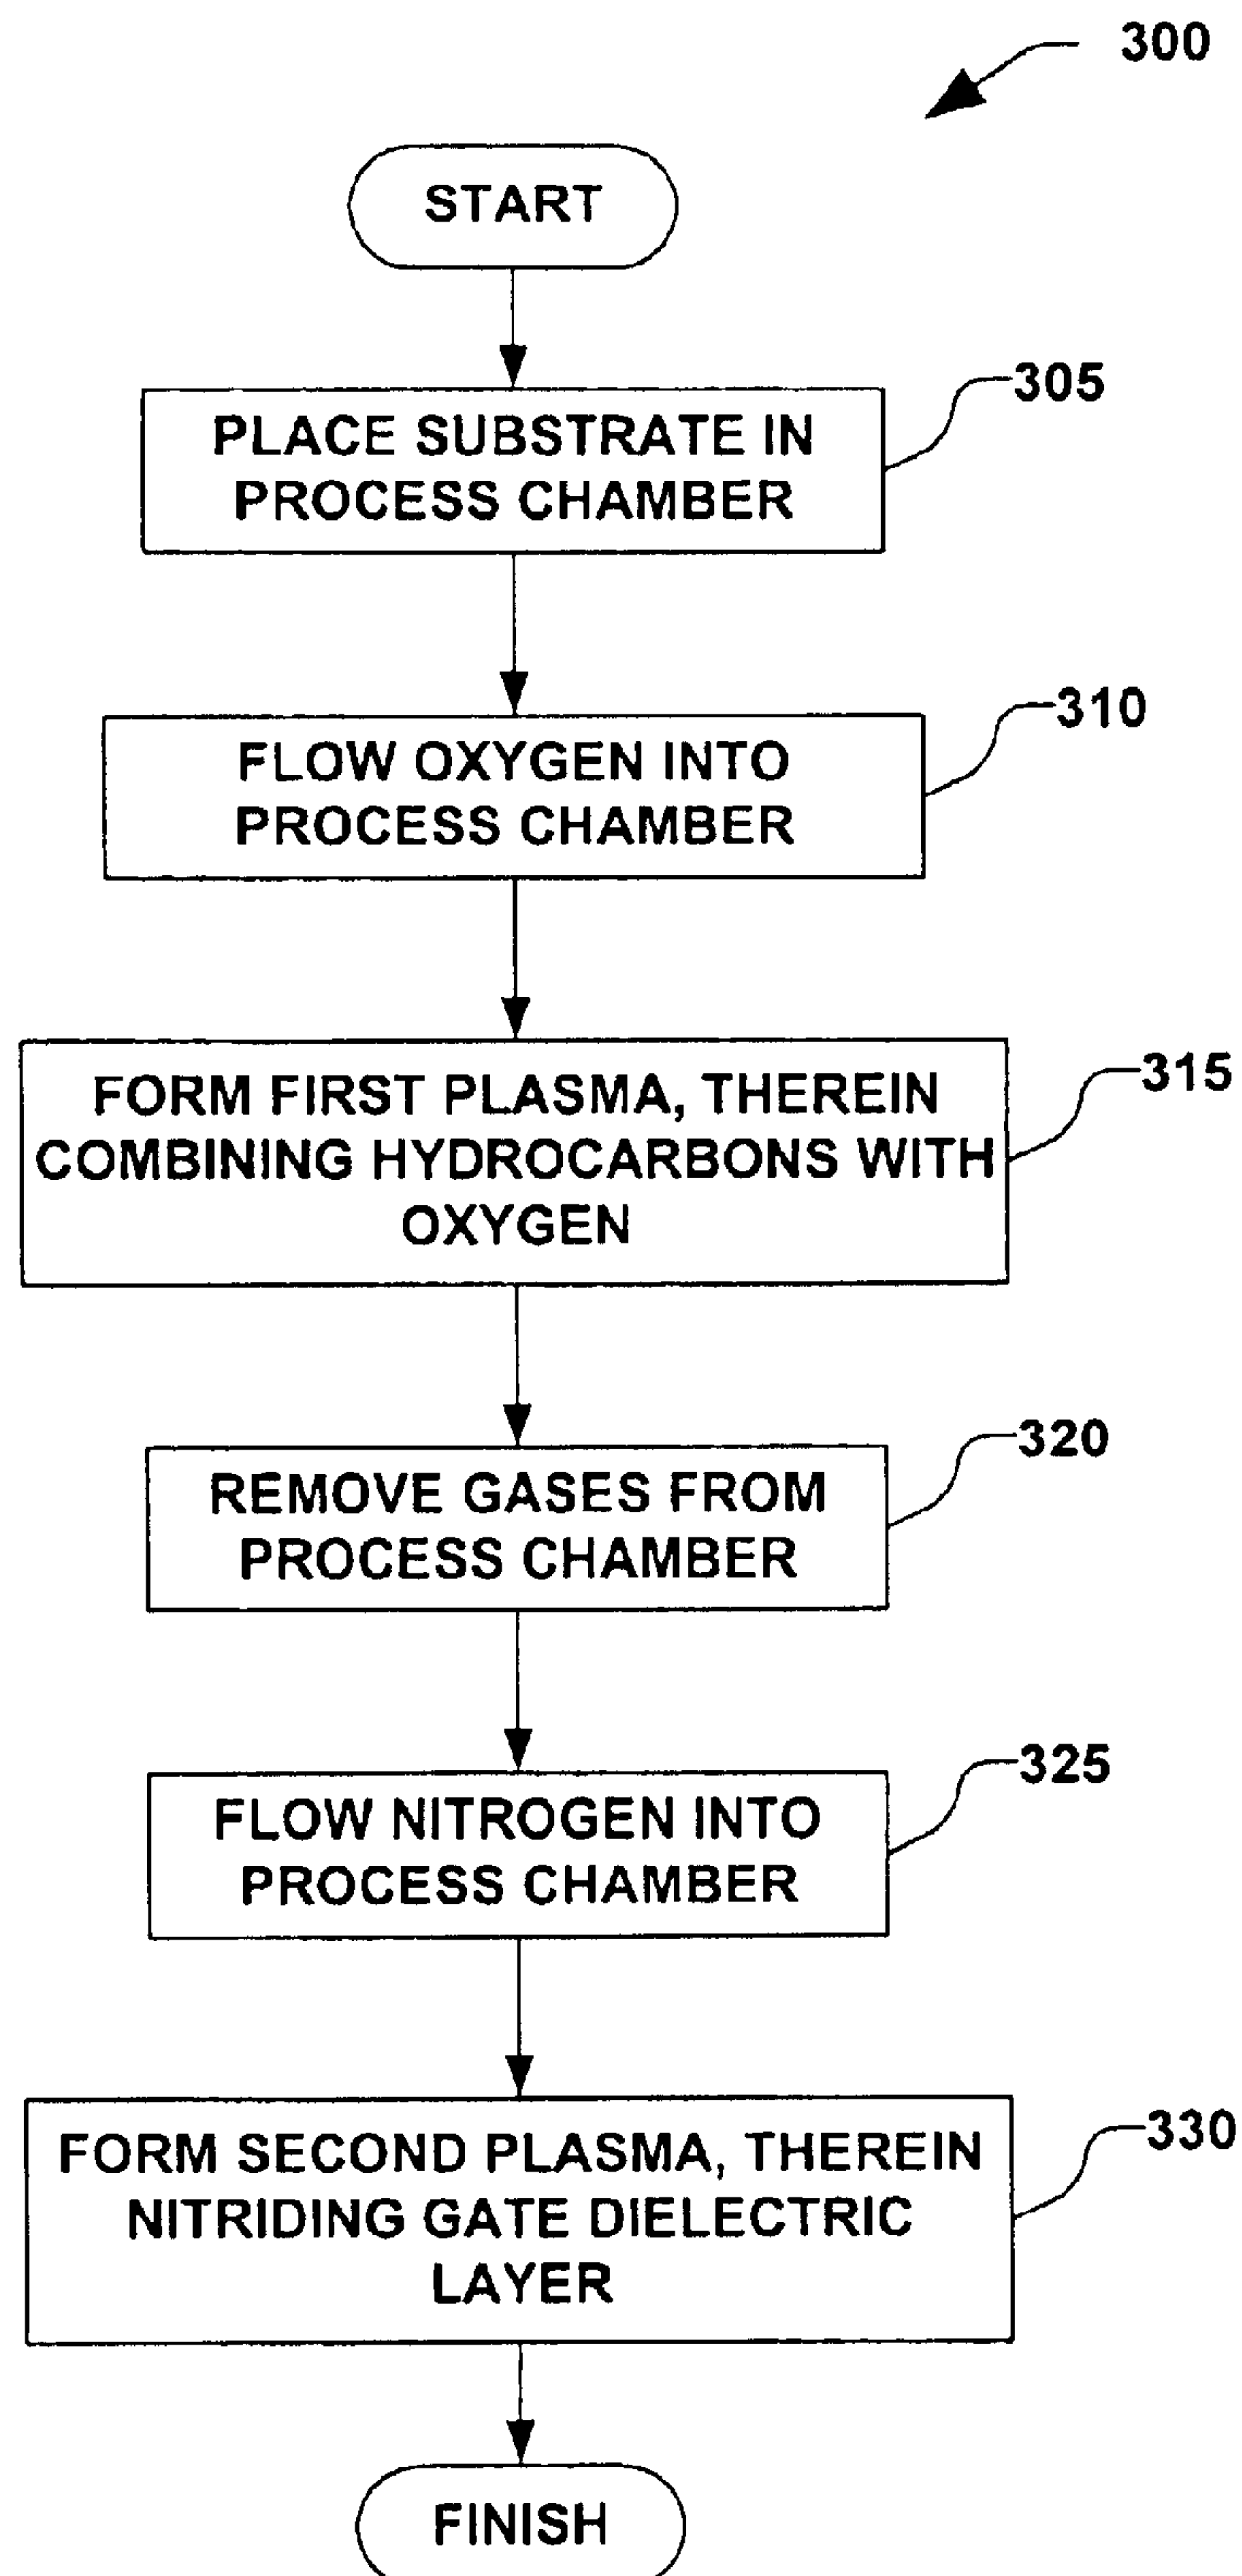 300
START
305
PLACE SUBSTRATE IN
PROCESS CHAMBER
310
FLOW OXYGEN INTO
PROCESS CHAMBER
315
FORM FIRST PLASMA, THEREIN
COMBINING HYDROCARBONS WITH
OXYGEN
320
REMOVE GASES FROM
PROCESS CHAMBER
325
FLOW NITROGEN INTO
PROCESS CHAMBER
330
FORM SECOND PLASMA, THEREIN
NITRIDING GATE DIELECTRIC
LAYER
FINISH